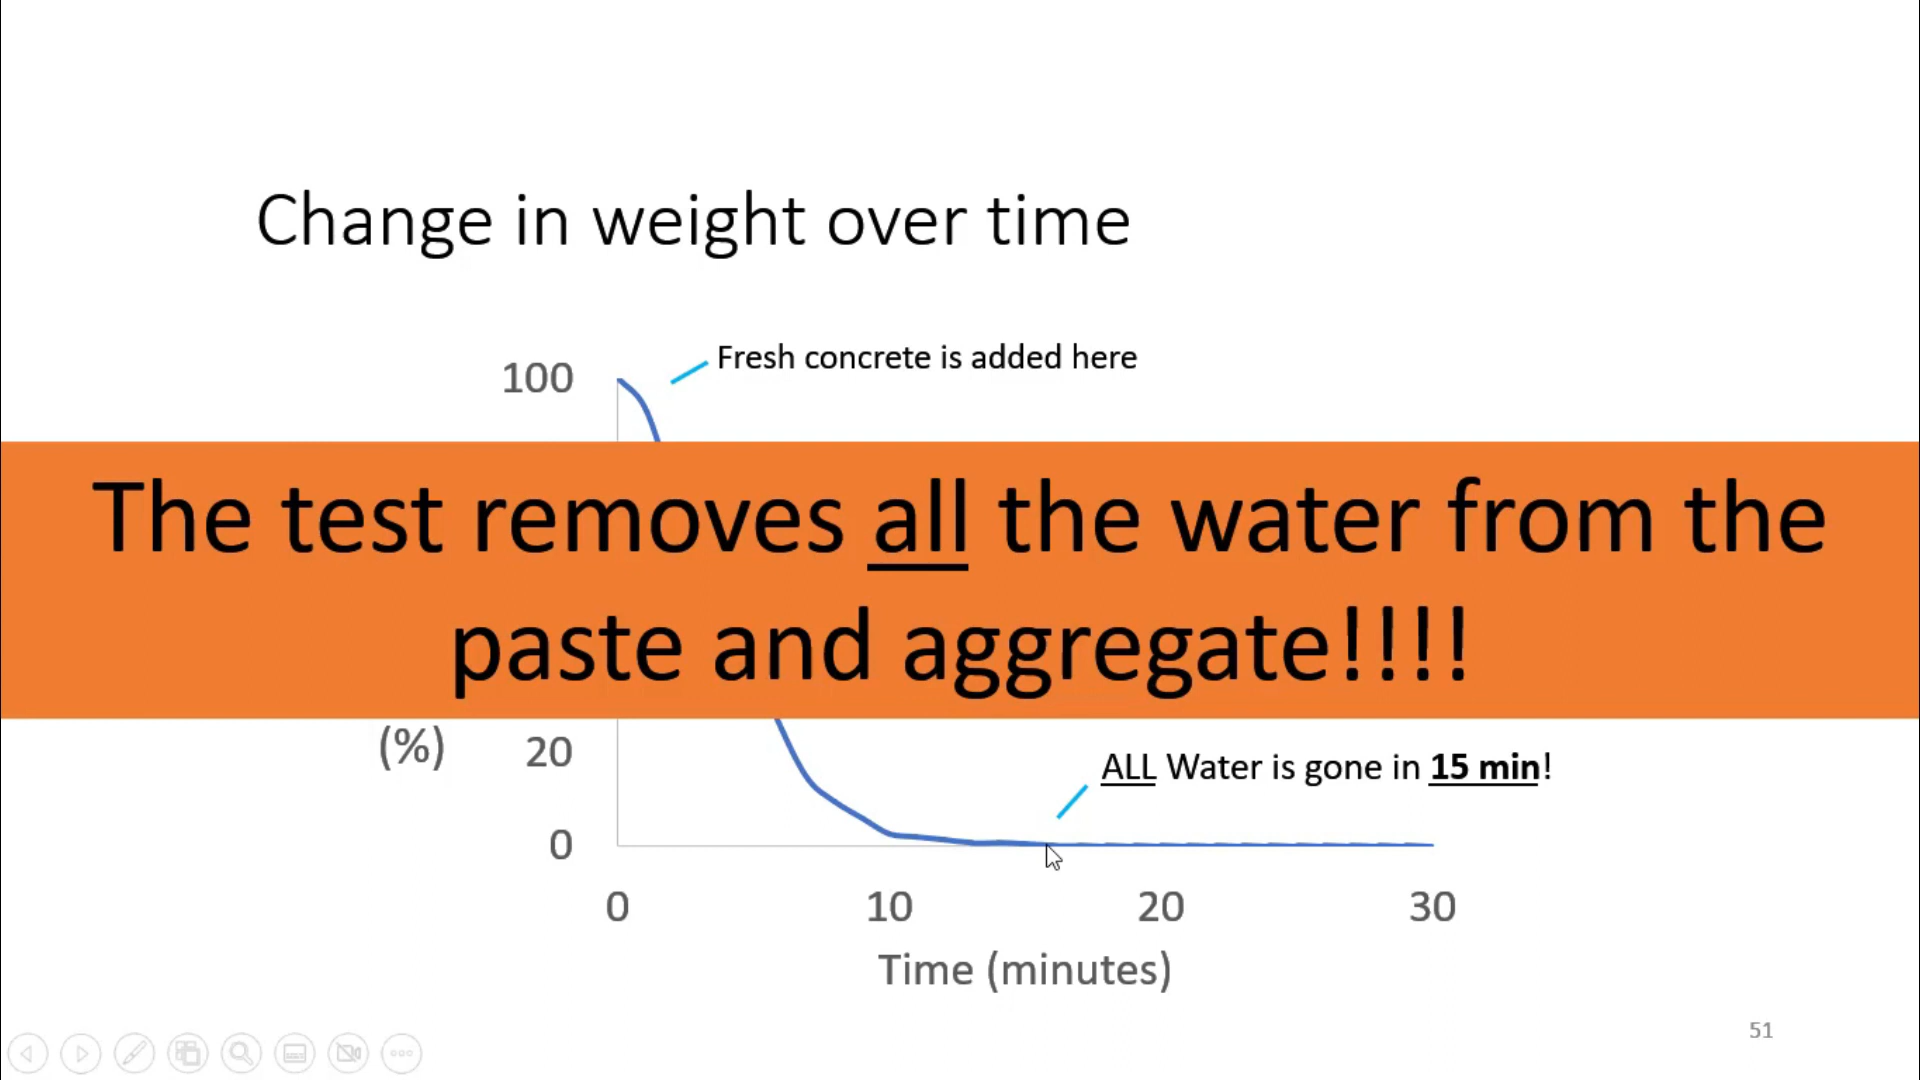 Change in weight over time
Fresh concrete is added here
100
The test removes all the water from the
paste and aggregate!!!!
(%)
20
ALL Water is gone in 15 min!
0
0 10 20 30
Time (minutes)
51